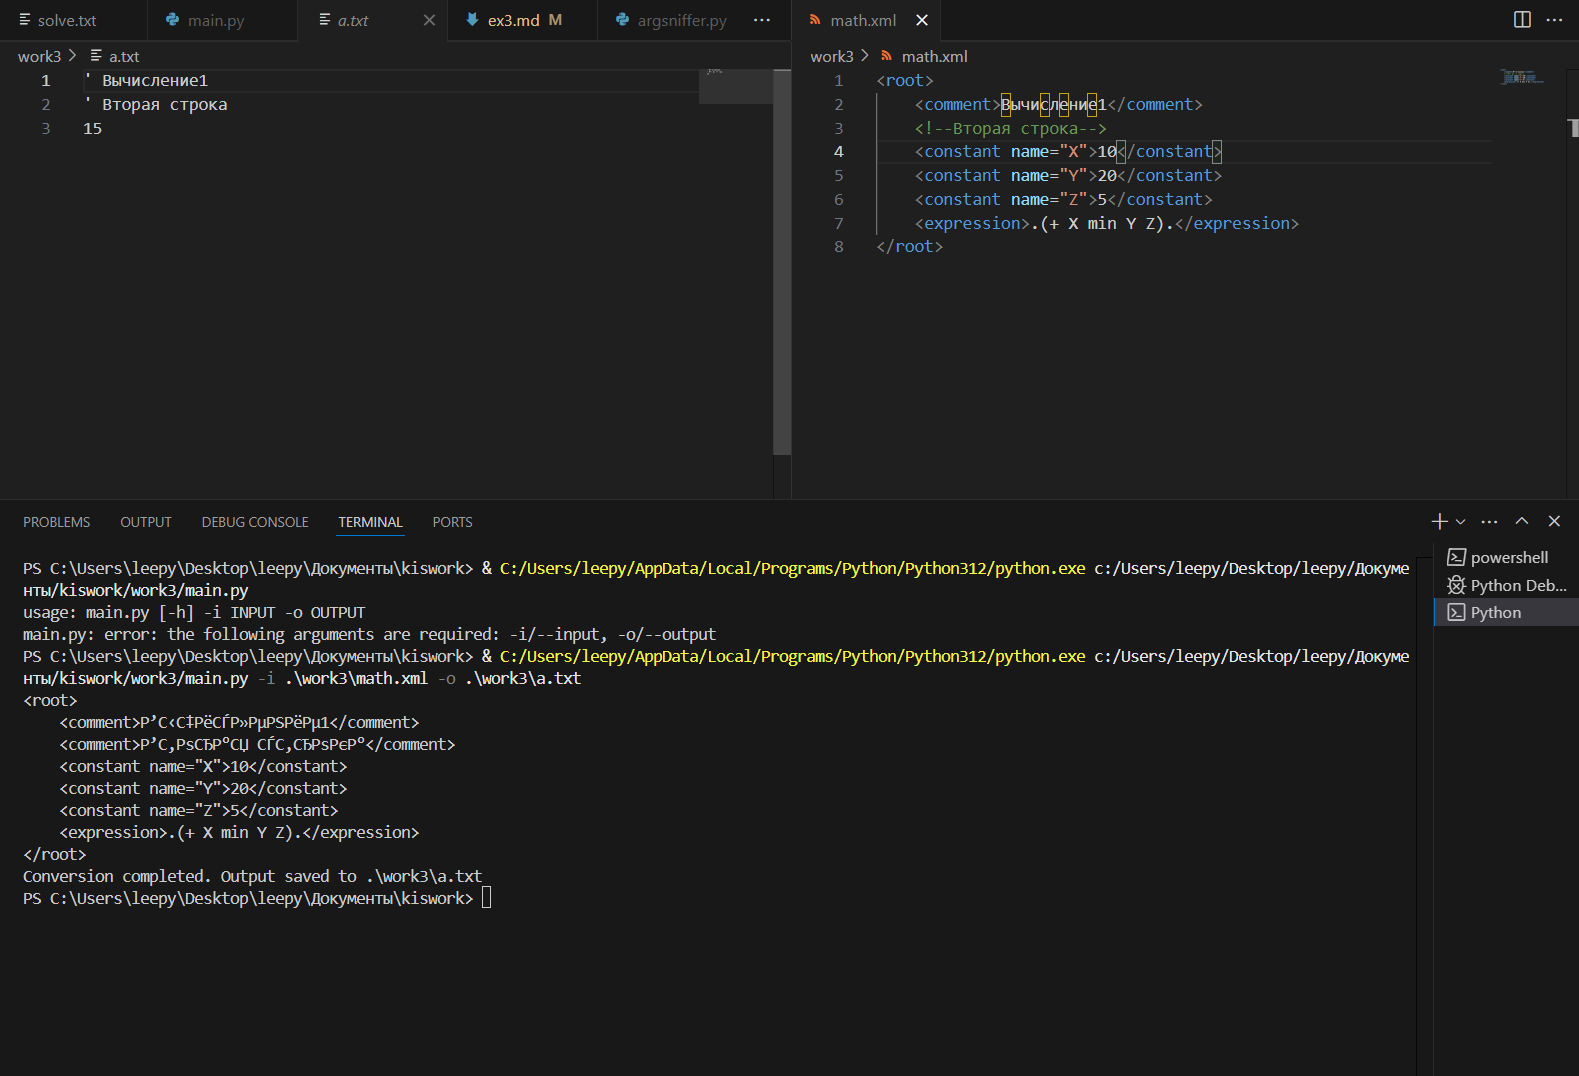 solve.txt
main.py
a.txt
ex3.md M
argsniffer.py
math.xml
work3 > a.txt
1 ' Вычисление1
2 ' Вторая строка
3 15
work3 > math.xml
1 <root>
2 <comment>Вычисление1</comment>
3 <!--Вторая строка-->
4 <constant name="X">10</constant>
5 <constant name="Y">20</constant>
6 <constant name="Z">5</constant>
7 <expression>.(+ X min Y Z).</expression>
8 </root>
PROBLEMS OUTPUT DEBUG CONSOLE TERMINAL PORTS
PS C:\Users\leepy\Desktop\leepy\Документы\kiswork> & C:/Users/leepy/AppData/Local/Programs/Python/Python312/python.exe c:/Users/leepy/Desktop/leepy/Докуме
нты/kiswork/work3/main.py
usage: main.py [-h] -i INPUT -o OUTPUT
main.py: error: the following arguments are required: -i/--input, -o/--output
PS C:\Users\leepy\Desktop\leepy\Документы\kiswork> & C:/Users/leepy/AppData/Local/Programs/Python/Python312/python.exe c:/Users/leepy/Desktop/leepy/Докуме
нты/kiswork/work3/main.py -i .\work3\math.xml -o .\work3\a.txt
<root>
<comment>Р’С‹С‡РёСЃР»РµРЅРёРµ1</comment>
<comment>Р’С‚РѕСЂР°СЏ СЃС‚СЂРѕРєР°</comment>
<constant name="X">10</constant>
<constant name="Y">20</constant>
<constant name="Z">5</constant>
<expression>.(+ X min Y Z).</expression>
</root>
Conversion completed. Output saved to .\work3\a.txt
PS C:\Users\leepy\Desktop\leepy\Документы\kiswork>
powershell
Python Deb...
Python